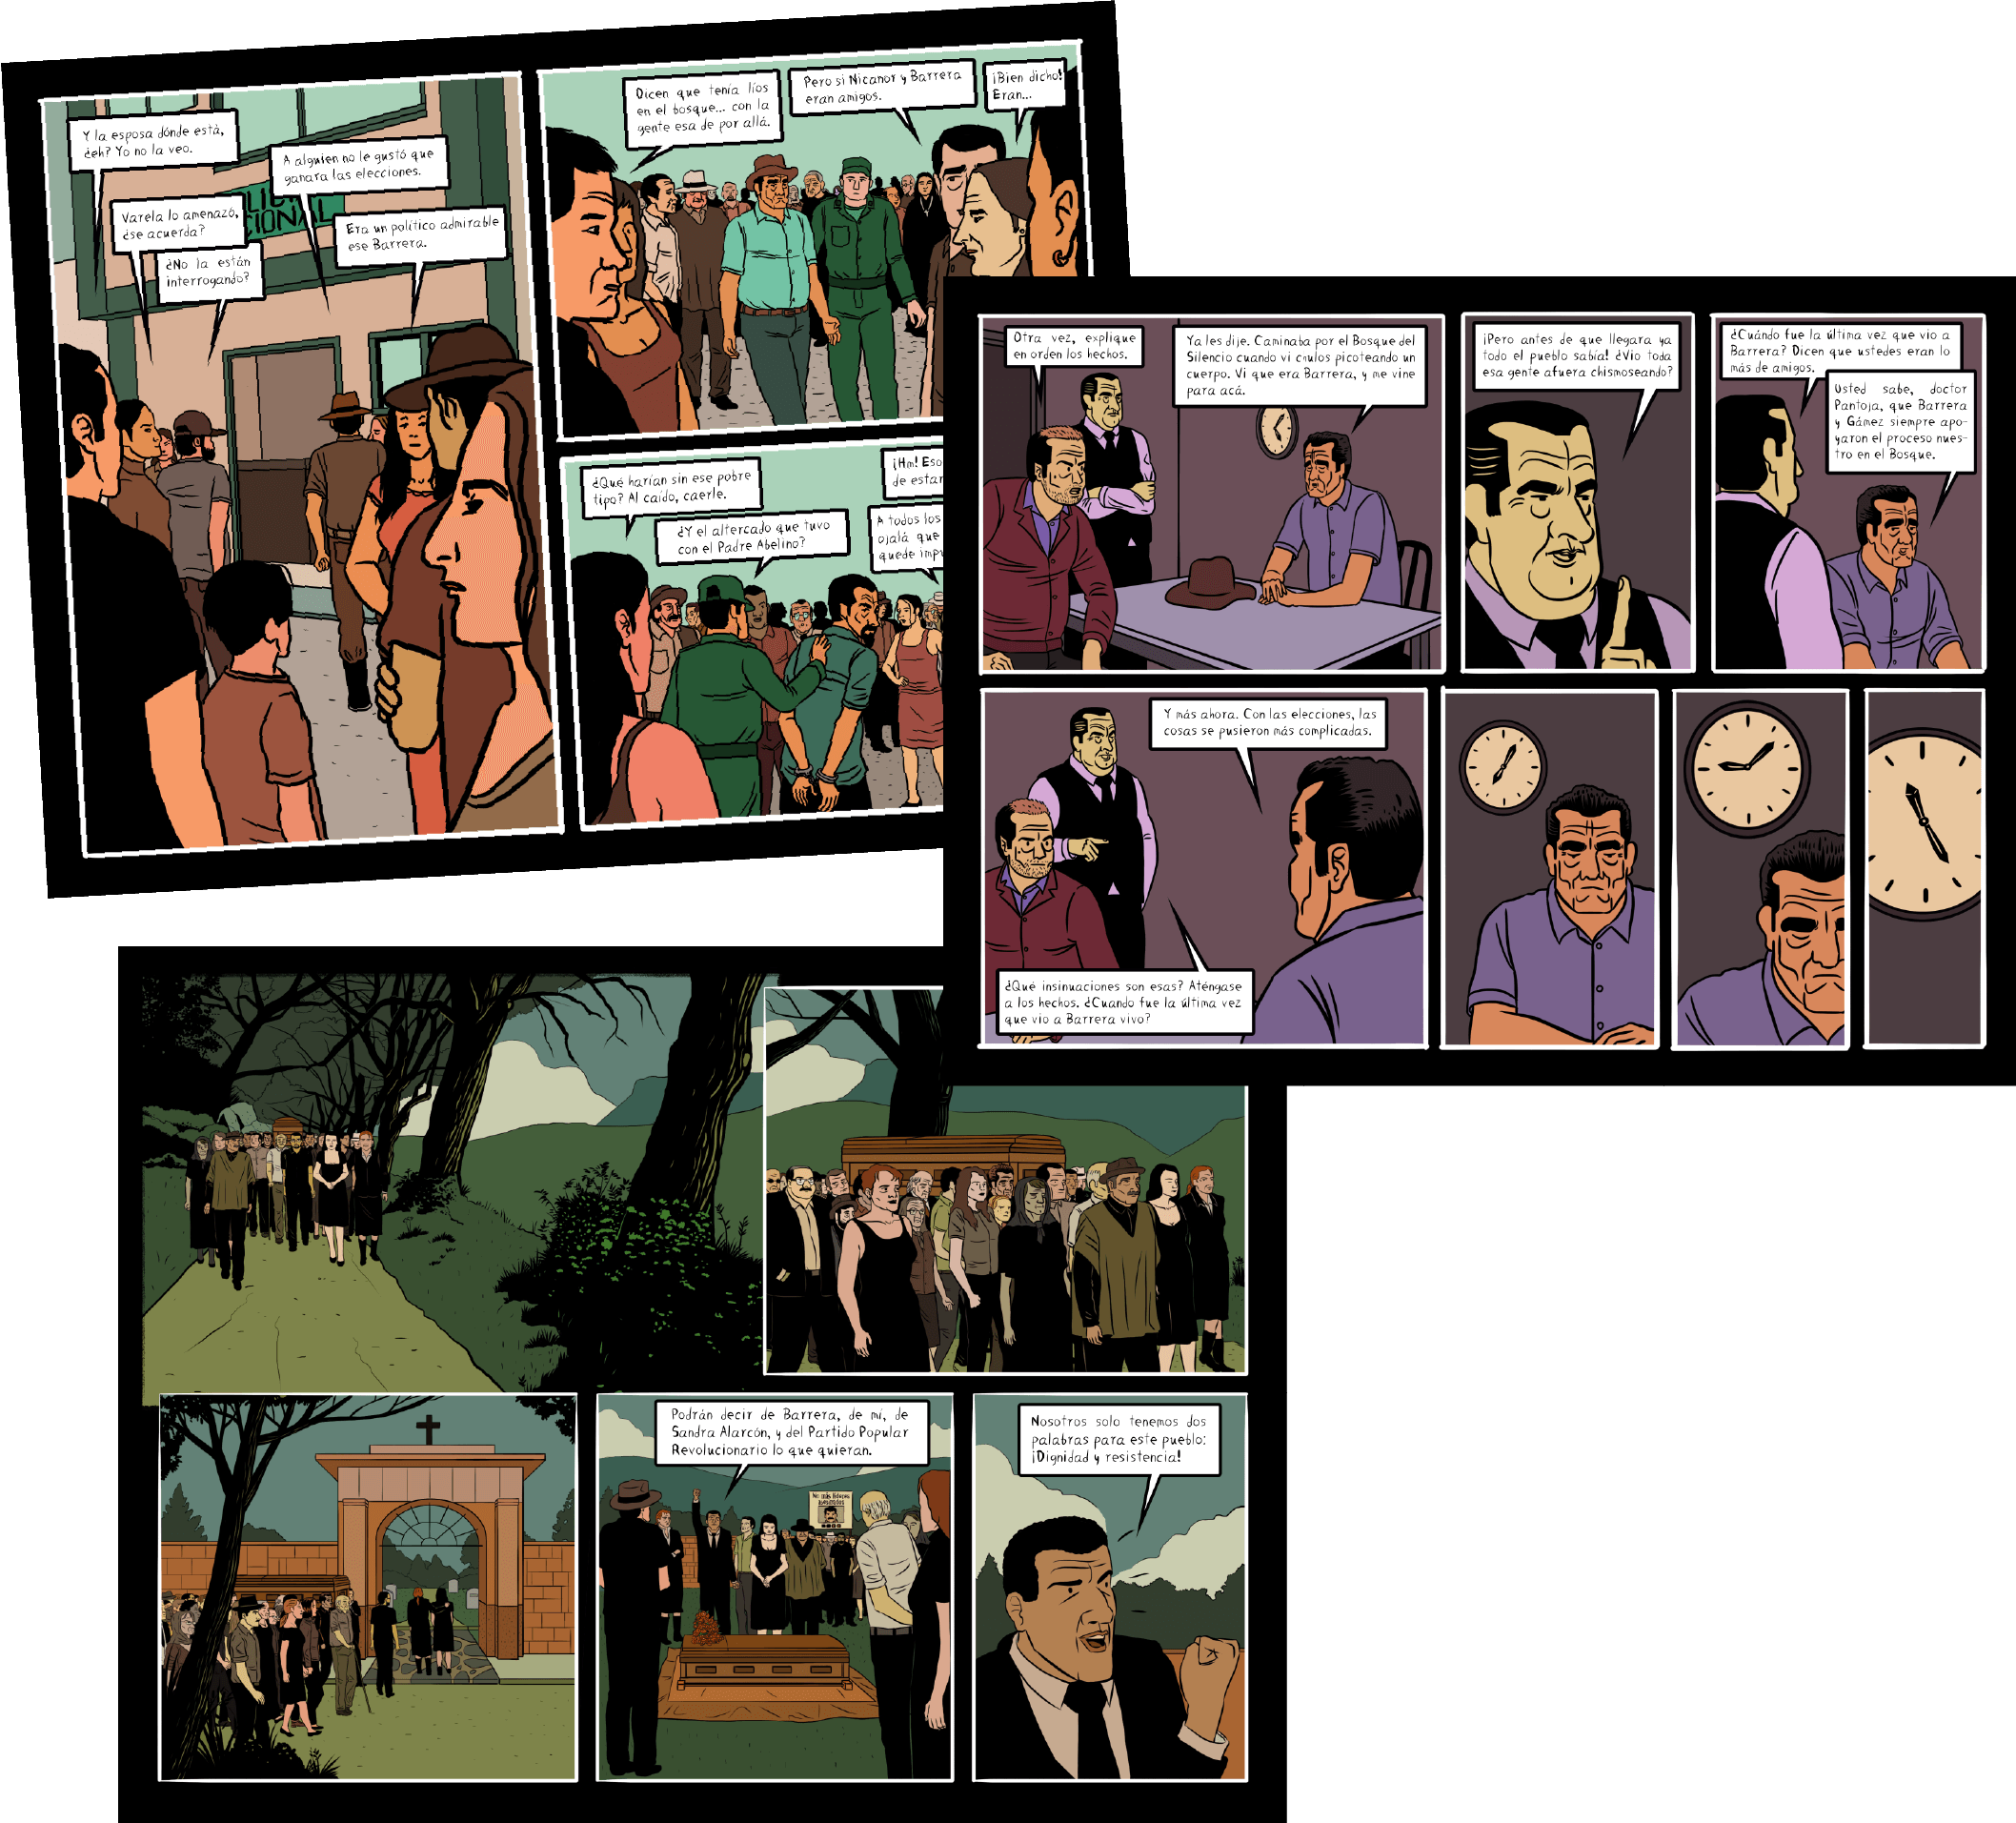 Y la esposa dónde está,
¿eh? Yo no la veo.
A alguien no le gustó que
ganara las elecciones.
Varela lo amenazó,
¿se acuerda?
Era un político admirable
ese Barrera.
¿No la están
interrogando?
CIONAL
Dicen que tenía líos
en el bosque... con la
gente esa de por allá.
Pero si Nicanor y Barrera
eran amigos.
¡Bien dicho!
Eran...
¿Qué harían sin ese pobre
tipo? Al caído, caerle.
¿Y el altercado que tuvo
con el Padre Abelino?
¡Hm! Eso
de estar
A todos los
ojalá que
quede
Otra vez, explique
en orden los hechos.
Ya les dije. Caminaba por el Bosque del
Silencio cuando vi chulos picoteando un
cuerpo. Vi que era Barrera, y me vine
para acá.
¡Pero antes de que llegara ya
todo el pueblo sabía! ¿Vio toda
esa gente afuera chismoseando?
¿Cuándo fue la última vez que vio a
Barrera? Dicen que ustedes eran lo
más de amigos.
Usted sabe, doctor
Pantoja, que Barrera
y Gámez siempre apo-
yaron el proceso nues-
tro en el Bosque.
Y más ahora. Con las elecciones, las
cosas se pusieron más complicadas.
¿Qué insinuaciones son esas? Aténgase
a los hechos. ¿Cuando fue la última vez
que vio a Barrera vivo?
Podrán decir de Barrera, de mí, de
Sandra Alarcón, y del Partido Popular
Revolucionario lo que quieran.
No más líderes
asesinados
Nosotros solo tenemos dos
palabras para este pueblo:
¡Dignidad y resistencia!